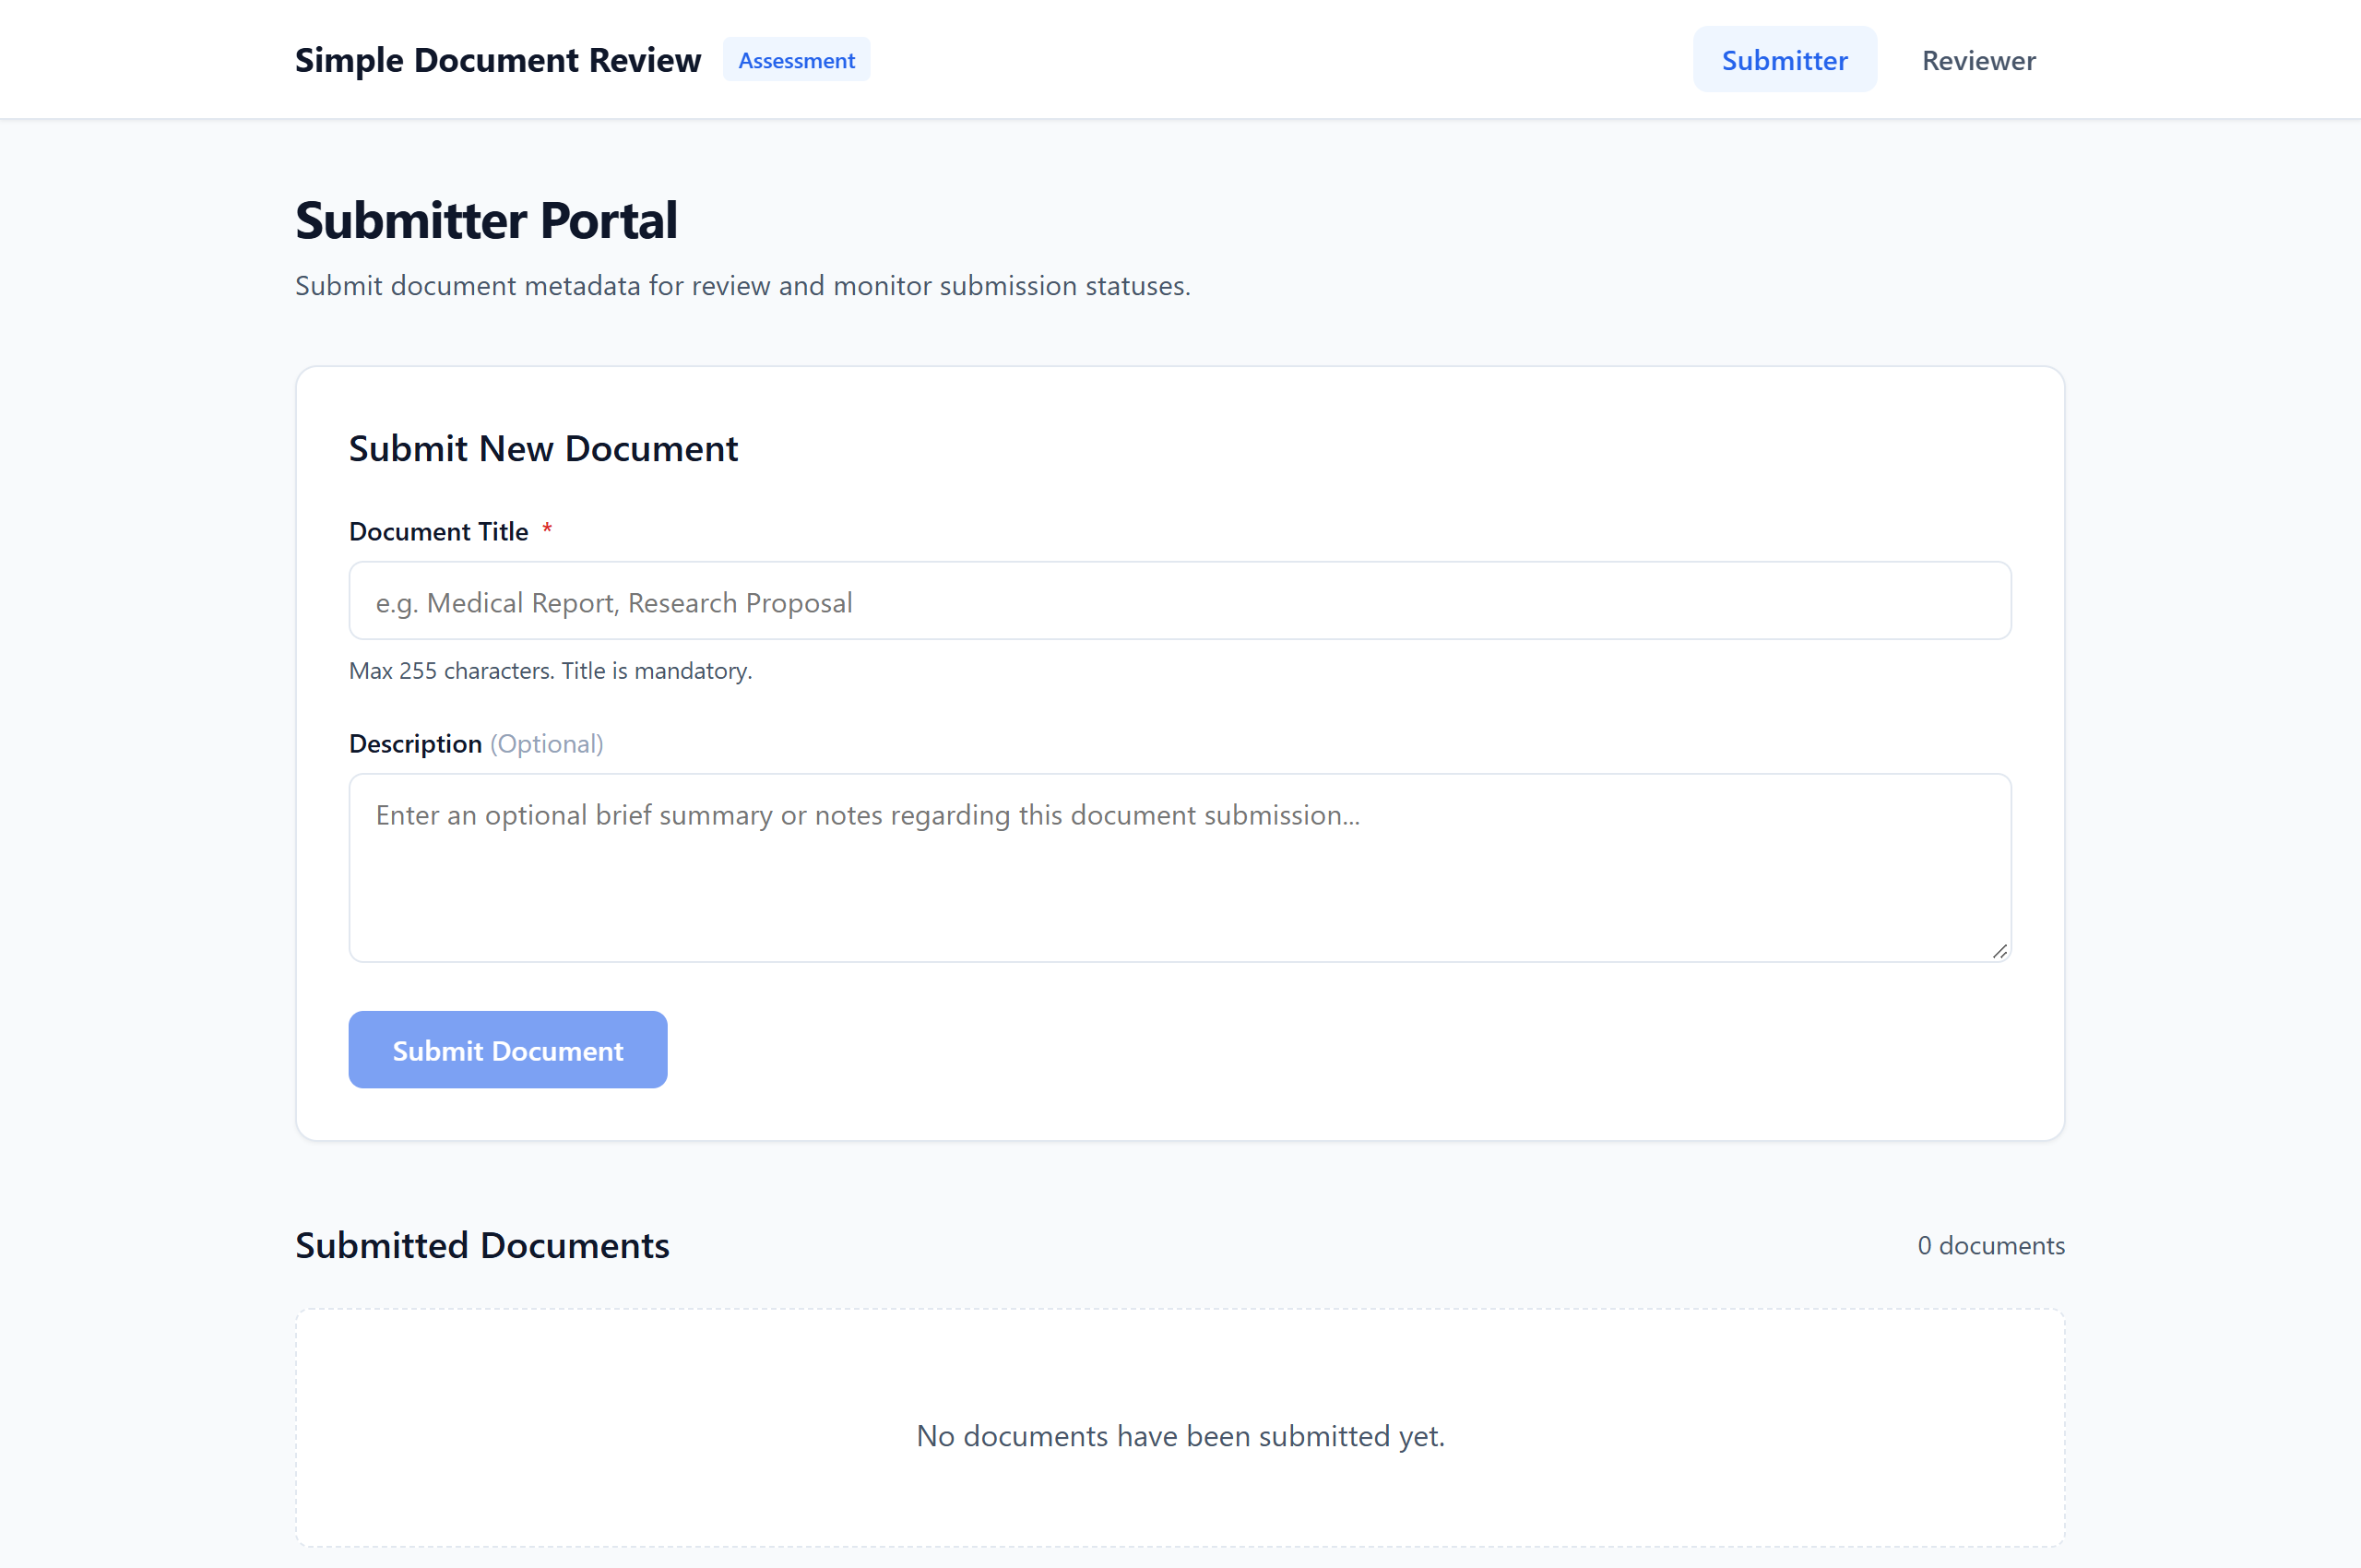 Simple Document Review Assessment Submitter Reviewer
Submitter Portal
Submit document metadata for review and monitor submission statuses.
Submit New Document
Document Title *
e.g. Medical Report, Research Proposal
Max 255 characters. Title is mandatory.
Description (Optional)
Enter an optional brief summary or notes regarding this document submission...
Submit Document
Submitted Documents 0 documents
No documents have been submitted yet.